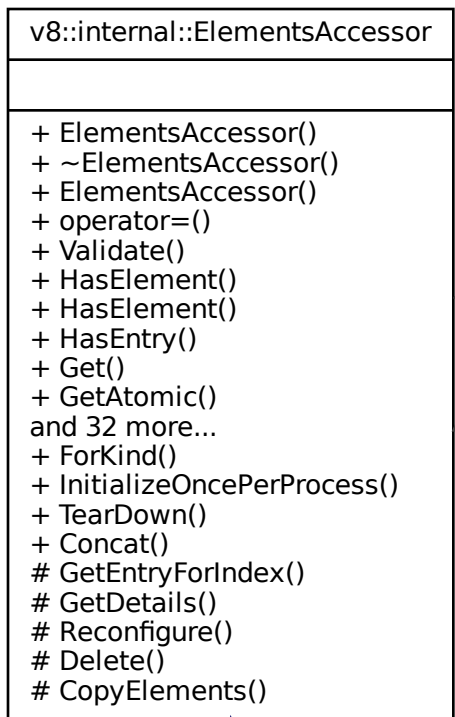 v8::internal::ElementsAccessor
+ ElementsAccessor()
+ ~ElementsAccessor()
+ ElementsAccessor()
+ operator=()
+ Validate()
+ HasElement()
+ HasElement()
+ HasEntry()
+ Get()
+ GetAtomic()
and 32 more...
+ ForKind()
+ InitializeOncePerProcess()
+ TearDown()
+ Concat()
# GetEntryForIndex()
# GetDetails()
# Reconfigure()
# Delete()
# CopyElements()